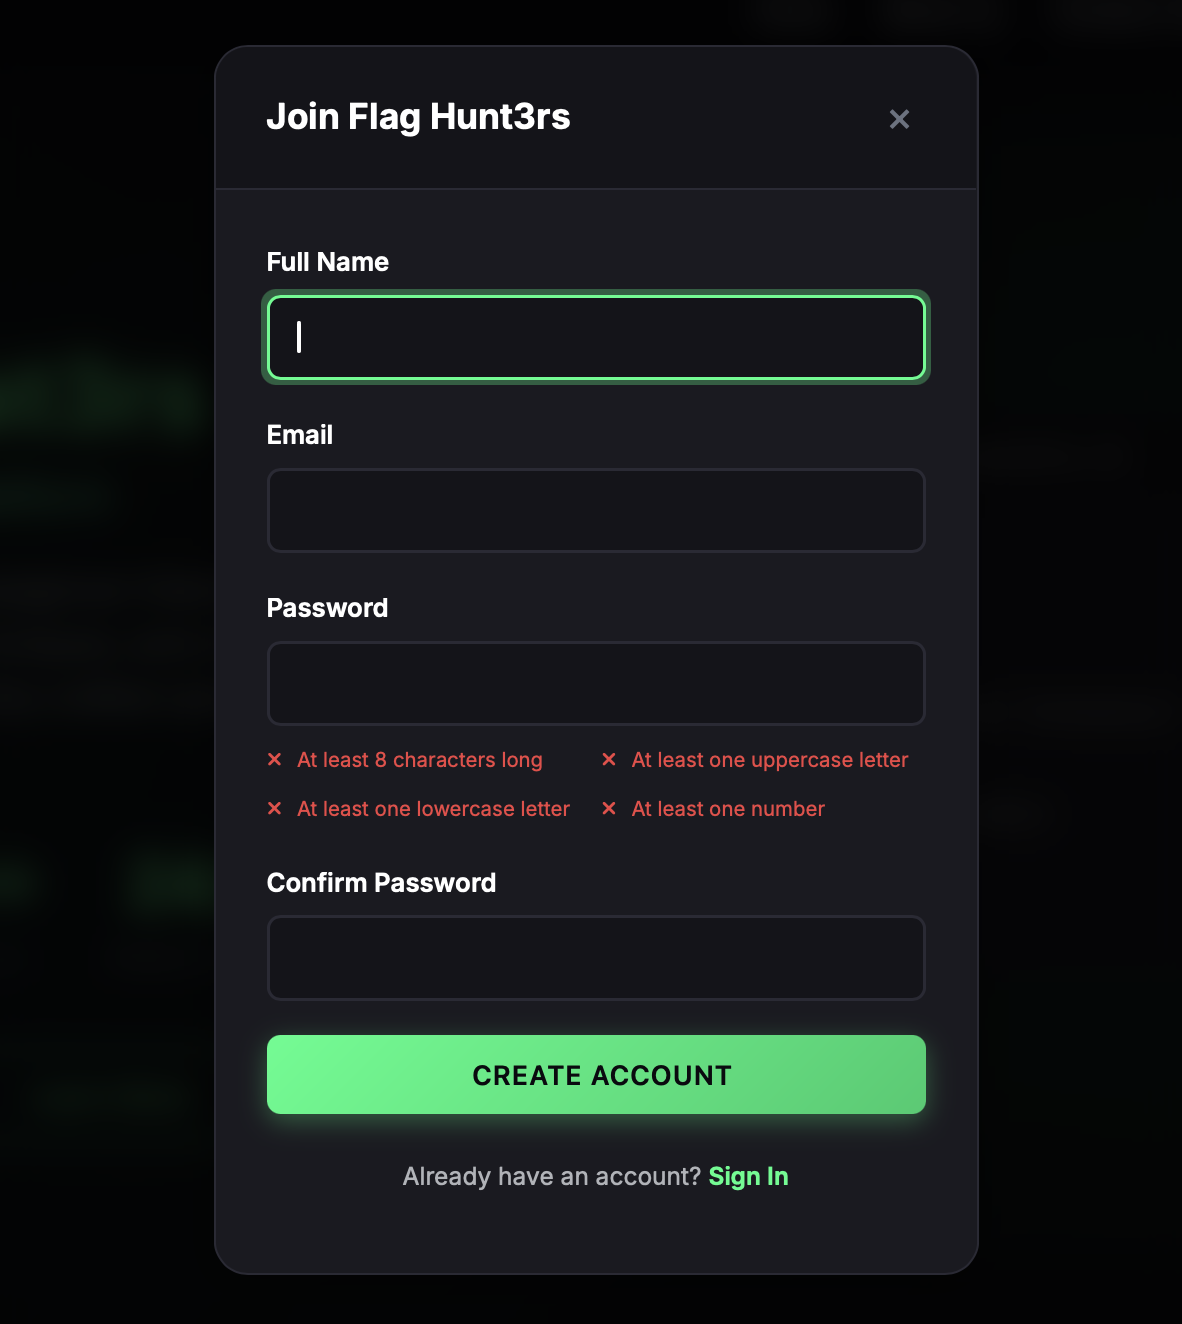 Join Flag Hunt3rs
Full Name
Email
Password
At least 8 characters long
At least one uppercase letter
At least one lowercase letter
At least one number
Confirm Password
CREATE ACCOUNT
Already have an account? Sign In